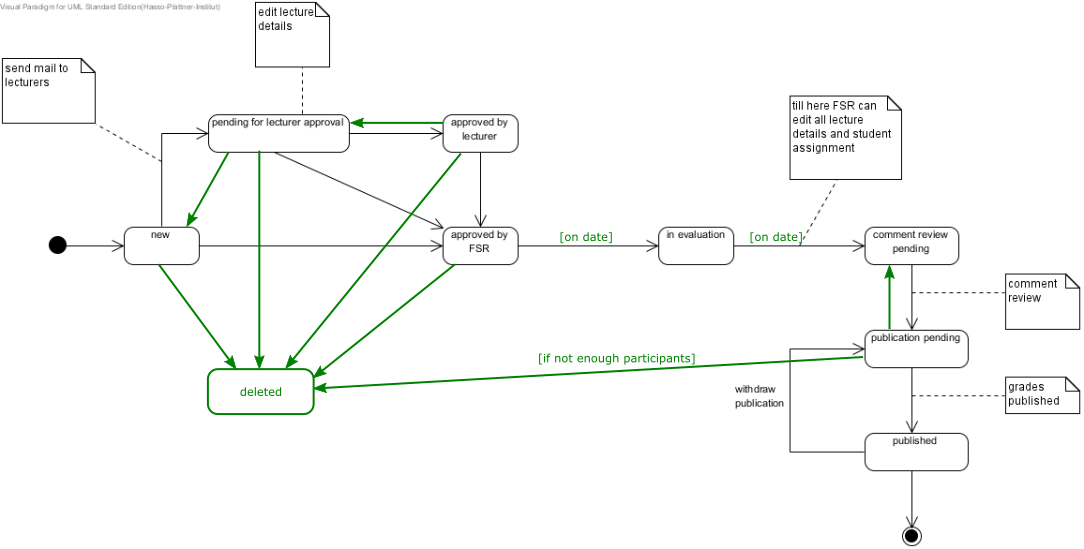 Visual Paradigm for UML Standard Edition(Hasso-Plattner-Institut)
edit lecture
details
send mail to
lecturers
till here FSR can
edit all lecture
details and student
assignment
pending for lecturer approval
approved by
lecturer
new
approved by
FSR
[on date]
in evaluation
[on date]
comment review
pending
comment
review
publication pending
[if not enough participants]
deleted
withdraw
publication
grades
published
published